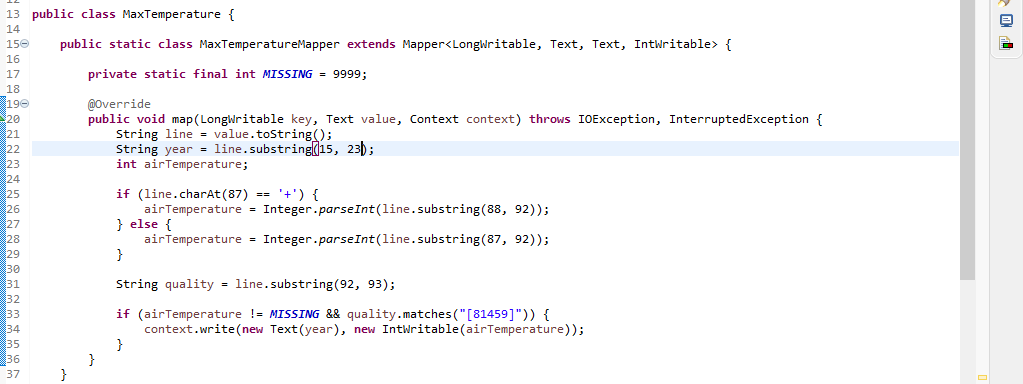 13 public class MaxTemperature {
14
15 public static class MaxTemperatureMapper extends Mapper<LongWritable, Text, Text, IntWritable> {
16
17 private static final int MISSING = 9999;
18
19 @Override
20 public void map(LongWritable key, Text value, Context context) throws IOException, InterruptedException {
21 String line = value.toString();
22 String year = line.substring(15, 23);
23 int airTemperature;
24
25 if (line.charAt(87) == '+') {
26 airTemperature = Integer.parseInt(line.substring(88, 92));
27 } else {
28 airTemperature = Integer.parseInt(line.substring(87, 92));
29 }
30
31 String quality = line.substring(92, 93);
32
33 if (airTemperature != MISSING && quality.matches("[81459]")) {
34 context.write(new Text(year), new IntWritable(airTemperature));
35 }
36 }
37 }